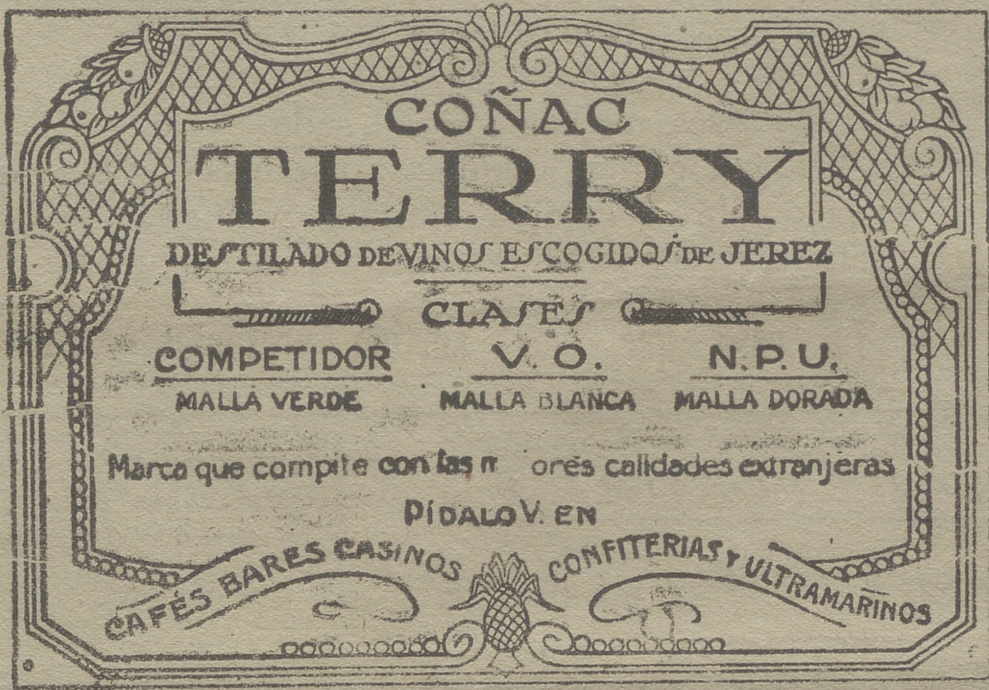 COÑAC
TERRY
DESTILADO DE VINOS ESCOGIDOS DE JEREZ
CLASES
COMPETIDOR V. O. N. P. U.
MALLA VERDE MALLA BLANCA MALLA DORADA
Marca que compite con las calidades extranjeras
PÍDALO V. EN
CAFÉS BARES CASINOS CONFITERIAS Y ULTRAMARINOS